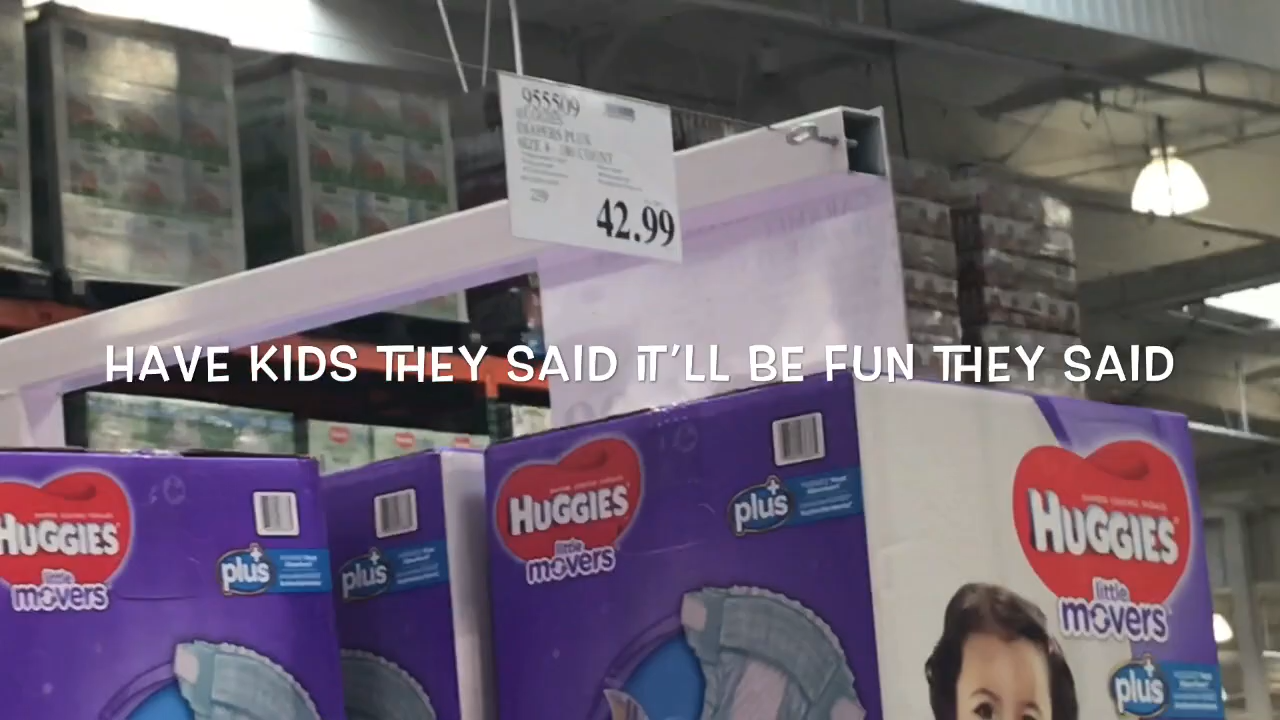 955509
HUGGIES
DIAPERS PLUS
42.99
HAVE KIDS THEY SAID IT'LL BE FUN THEY SAID
HUGGIES
little
movers
plus+
plus+
HUGGIES
little
movers
plus+
HUGGIES
little
movers
plus+